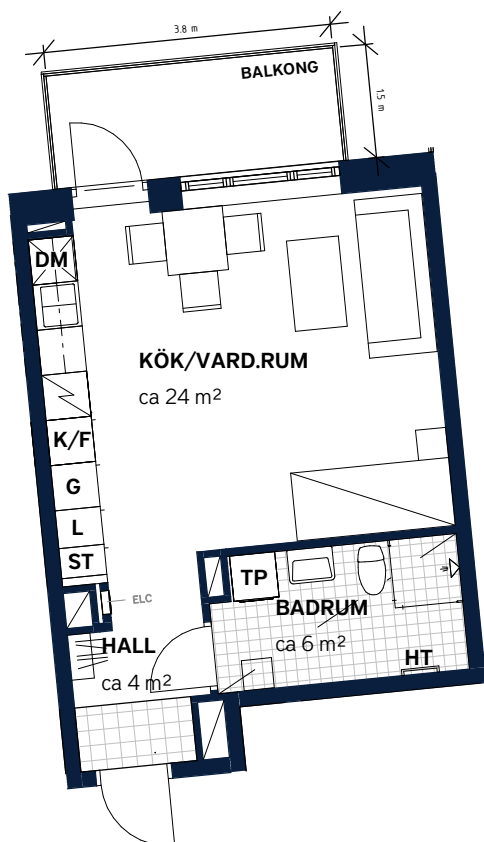 3.8 m
BALKONG
1.5 m
DM
KÖK/VARD.RUM
ca 24 m²
K/F
G
L
ST
TP
ELC
BADRUM
ca 6 m²
HALL
ca 4 m²
HT